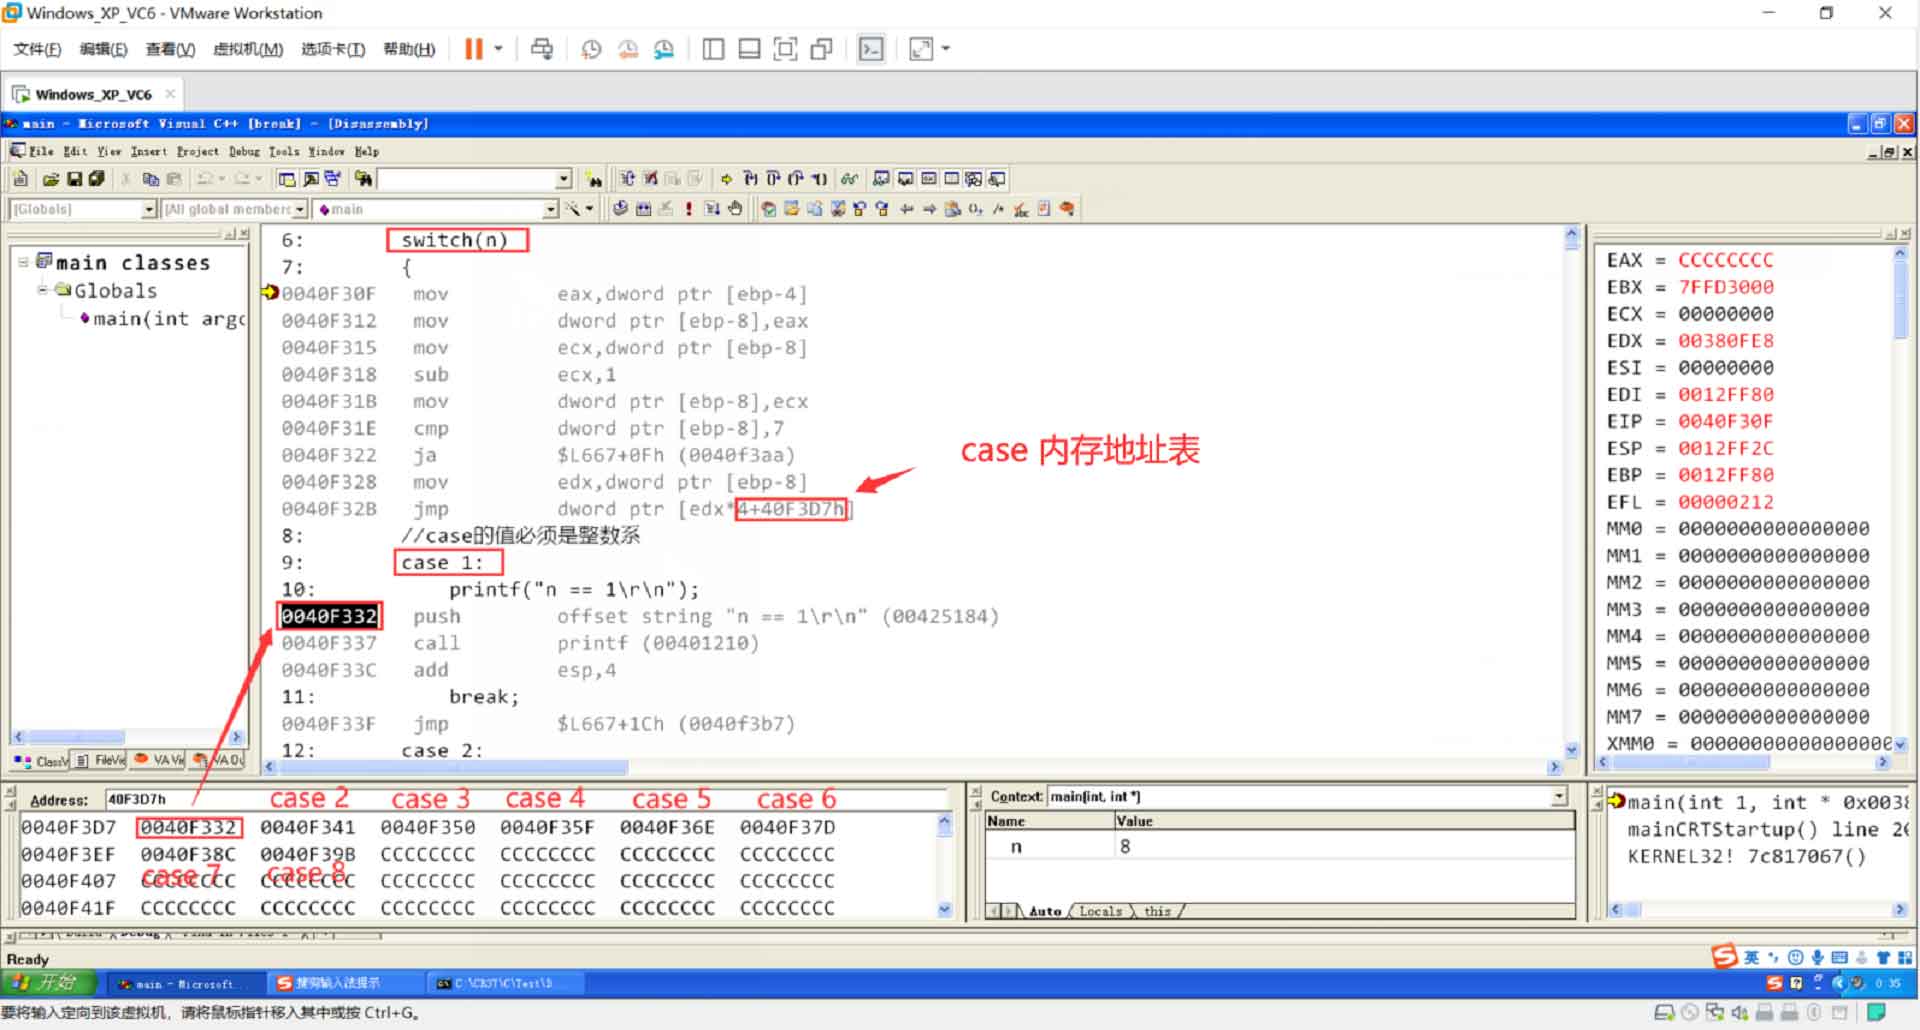 Windows_XP_VC6 - VMware Workstation
文件(F) 编辑(E) 查看(V) 虚拟机(M) 选项卡(T) 帮助(H)
Windows_XP_VC6
main - Microsoft Visual C++ [break] - [Disassembly]
File Edit View Insert Project Debug Tools Window Help
[Globals] [All global members main
main classes
Globals
main(int argc
6: switch(n)
7: {
0040F30F mov eax,dword ptr [ebp-4]
0040F312 mov dword ptr [ebp-8],eax
0040F315 mov ecx,dword ptr [ebp-8]
0040F318 sub ecx,1
0040F31B mov dword ptr [ebp-8],ecx
0040F31E cmp dword ptr [ebp-8],7
0040F322 ja $L667+0Fh (0040f3aa)
0040F328 mov edx,dword ptr [ebp-8]
0040F32B jmp dword ptr [edx*4+40F3D7h]
case 内存地址表
8: //case的值必须是整数系
9: case 1:
10: printf("n == 1\r\n");
0040F332 push offset string "n == 1\r\n" (00425184)
0040F337 call printf (00401210)
0040F33C add esp,4
11: break;
0040F33F jmp $L667+1Ch (0040f3b7)
12: case 2:
EAX = CCCCCCCC
EBX = 7FFD3000
ECX = 00000000
EDX = 00380FE8
ESI = 00000000
EDI = 0012FF80
EIP = 0040F30F
ESP = 0012FF2C
EBP = 0012FF80
EFL = 00000212
MM0 = 0000000000000000
MM1 = 0000000000000000
MM2 = 0000000000000000
MM3 = 0000000000000000
MM4 = 0000000000000000
MM5 = 0000000000000000
MM6 = 0000000000000000
MM7 = 0000000000000000
XMM0 = 00000000000000000
ClassV FileVie VA Vi VA Ou
Address: 40F3D7h
case 2 case 3 case 4 case 5 case 6
0040F3D7 0040F332 0040F341 0040F350 0040F35F 0040F36E 0040F37D
0040F3EF 0040F38C 0040F39B CCCCCCCC CCCCCCCC CCCCCCCC CCCCCCCC
case 7 case 8
0040F407 CCCCCCCC CCCCCCCC CCCCCCCC CCCCCCCC CCCCCCCC CCCCCCCC
0040F41F CCCCCCCC CCCCCCCC CCCCCCCC CCCCCCCC CCCCCCCC CCCCCCCC
Context: main(int, int *)
Name Value
n 8
Auto Locals this
main(int 1, int * 0x0038
mainCRTStartup() line 20
KERNEL32! 7c817067()
Ready
英
开始 main - Microsoft... 搜狗输入法提示 C:\CR3T\C\Test\D...
0:35
要将输入定向到该虚拟机，请将鼠标指针移入其中或按 Ctrl+G。